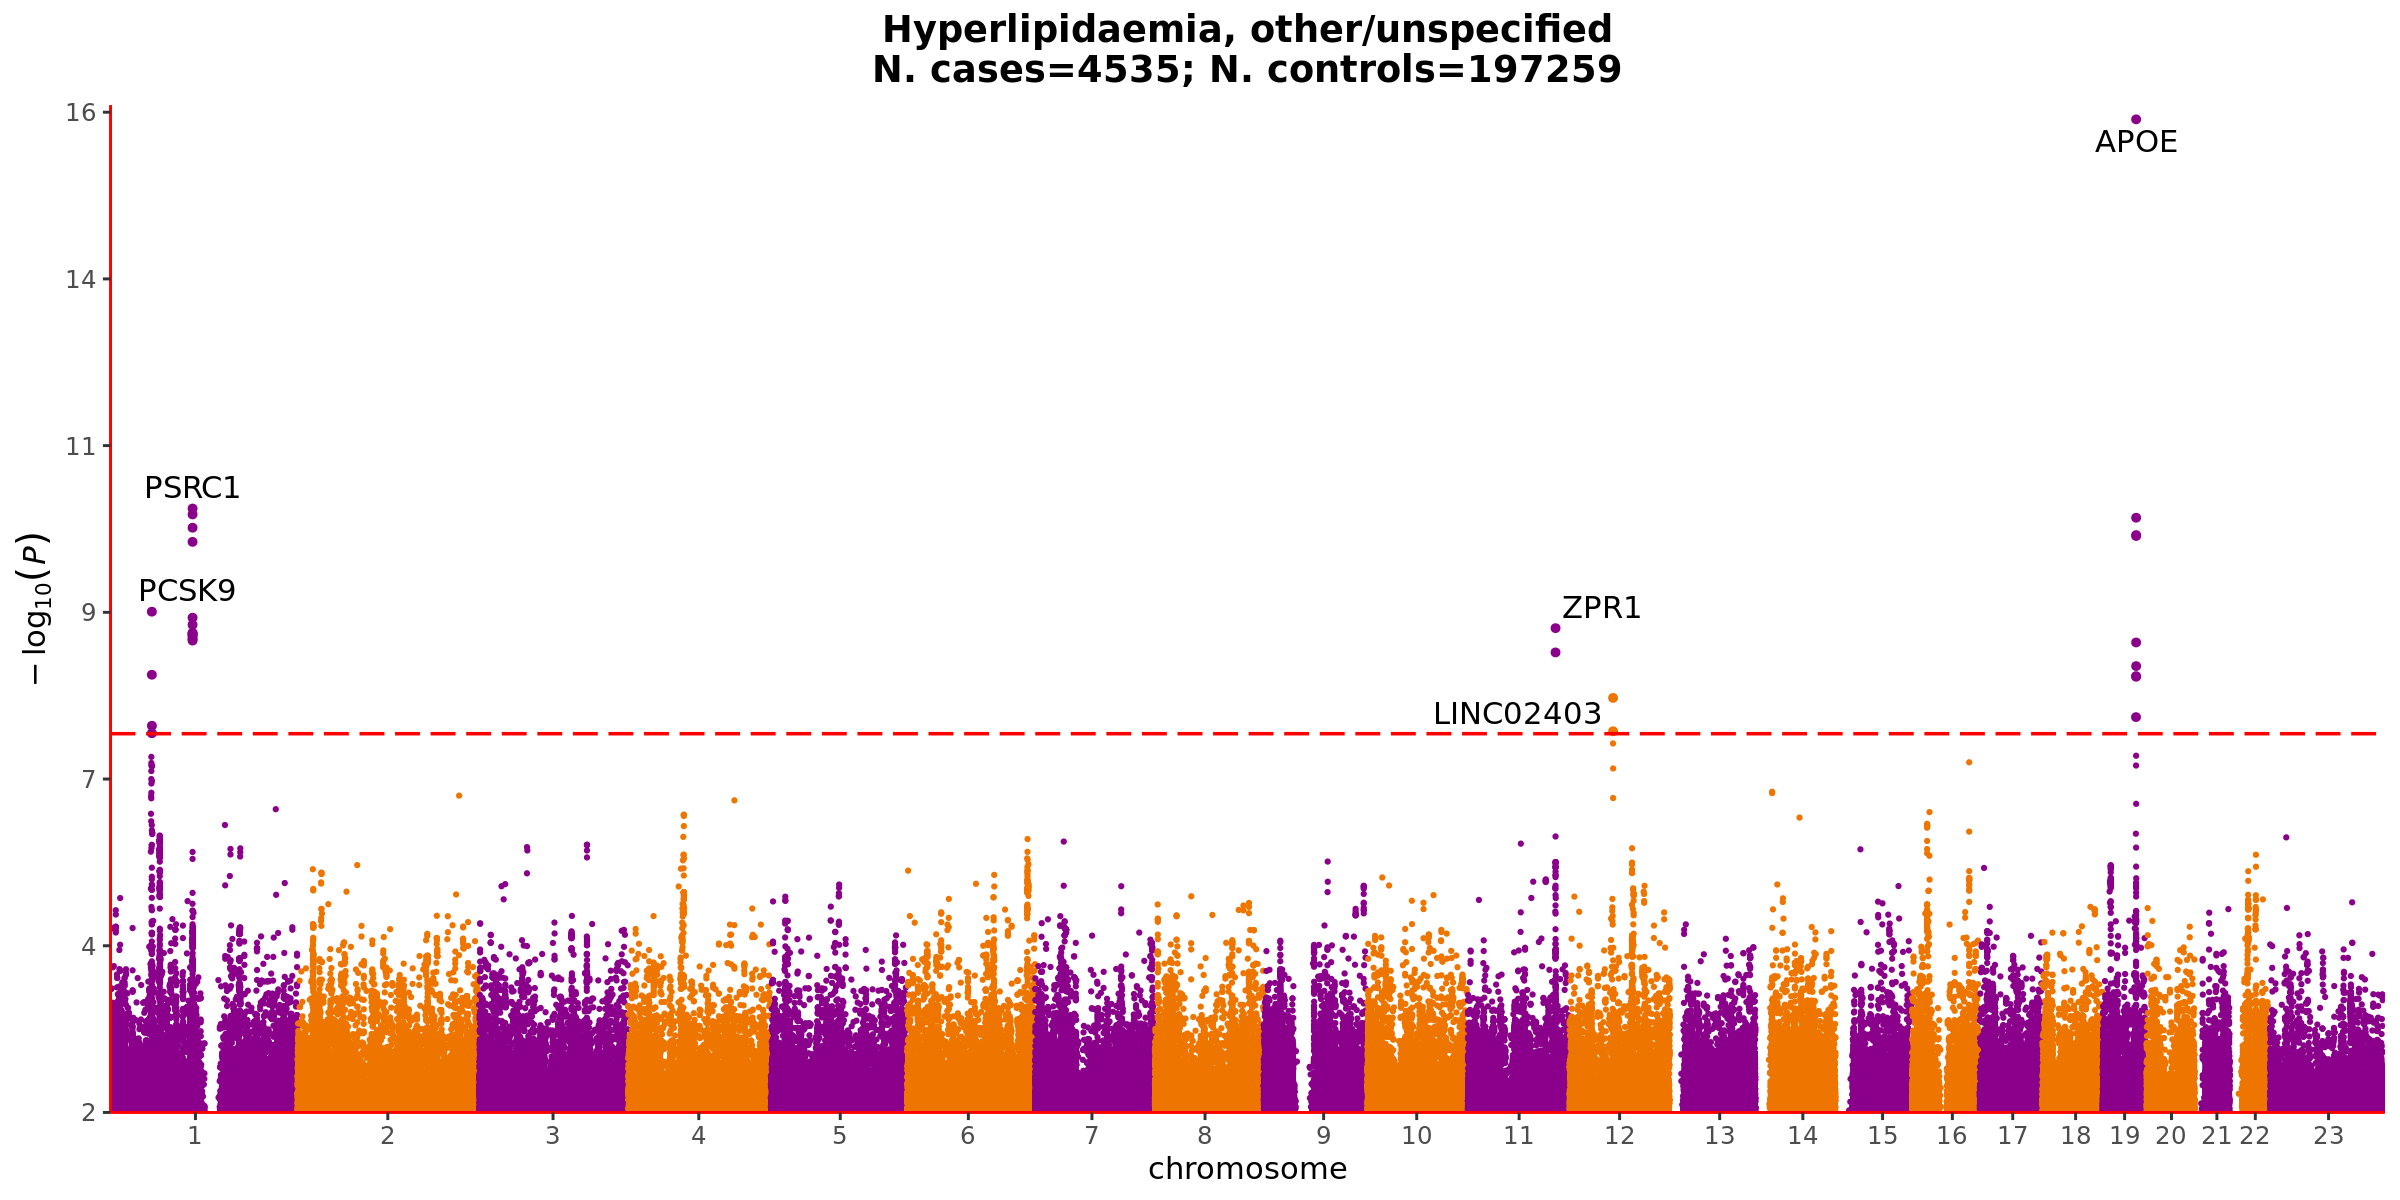 Hyperlipidaemia, other/unspecified
N. cases=4535; N. controls=197259
16
14
11
9
7
4
2
− log10(P)
APOE
PSRC1
PCSK9
ZPR1
LINC02403
1 2 3 4 5 6 7 8 9 10 11 12 13 14 15 16 17 18 19 20 21 22 23
chromosome